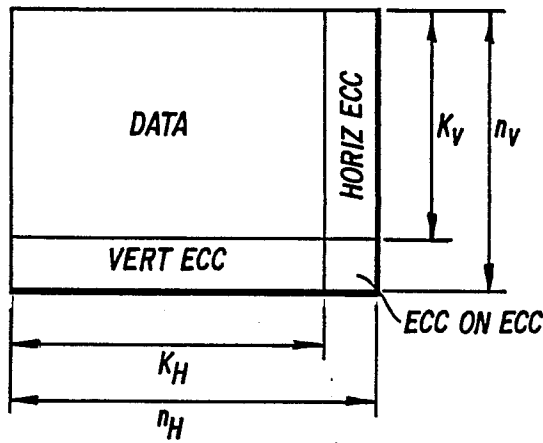 DATA
HORIZ ECC
K_V
n_V
VERT ECC
ECC ON ECC
K_H
n_H